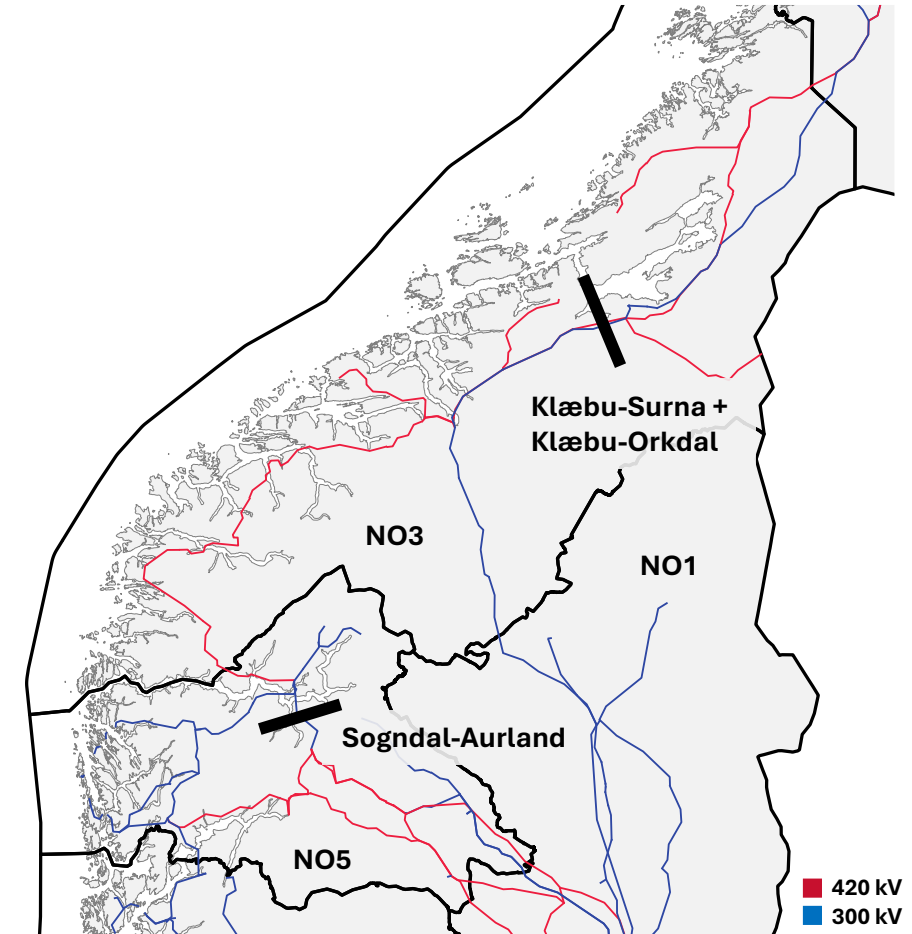 Klæbu-Surna +
Klæbu-Orkdal
NO3
NO1
Sogndal-Aurland
NO5
420 kV
300 kV